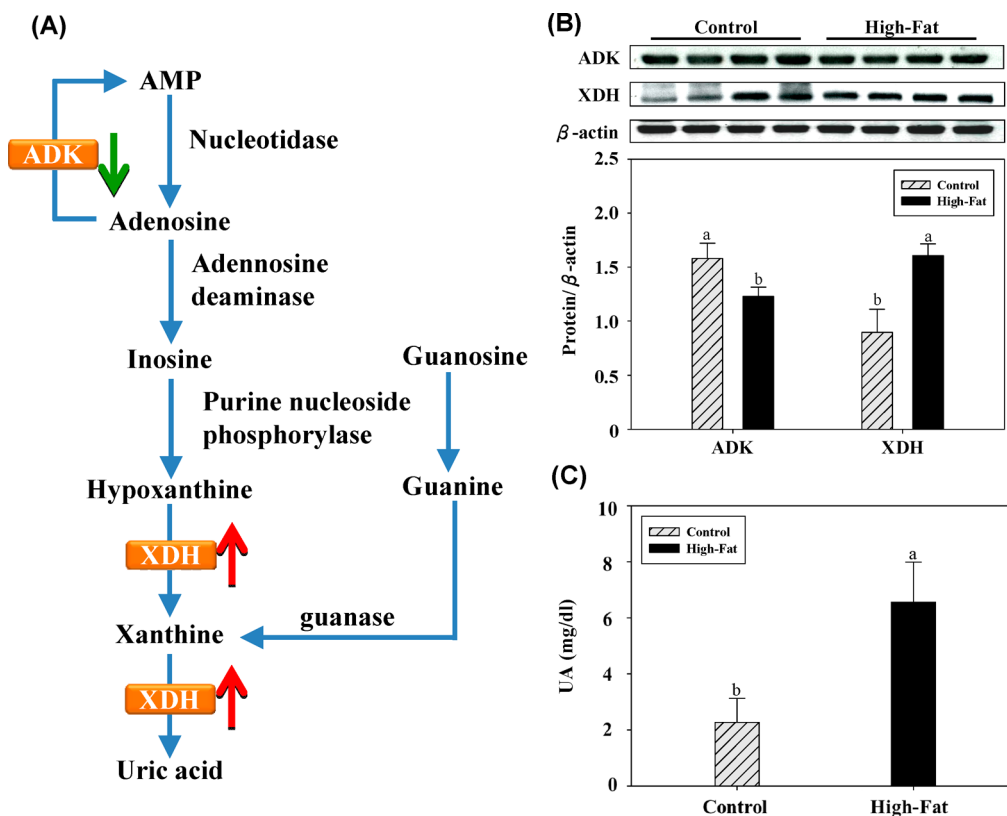 (A)
AMP
Nucleotidase
ADK
Adenosine
Adennosine
deaminase
Inosine
Guanosine
Purine nucleoside
phosphorylase
Hypoxanthine
Guanine
XDH
guanase
Xanthine
XDH
Uric acid
(B)
Control High-Fat
ADK
XDH
β-actin
2.5
2.0
1.5
1.0
0.5
0
Protein/β-actin
Control
High-Fat
a
b
b
a
ADK XDH
(C)
10
8
6
4
2
0
UA (mg/dl)
Control
High-Fat
b
a
Control High-Fat